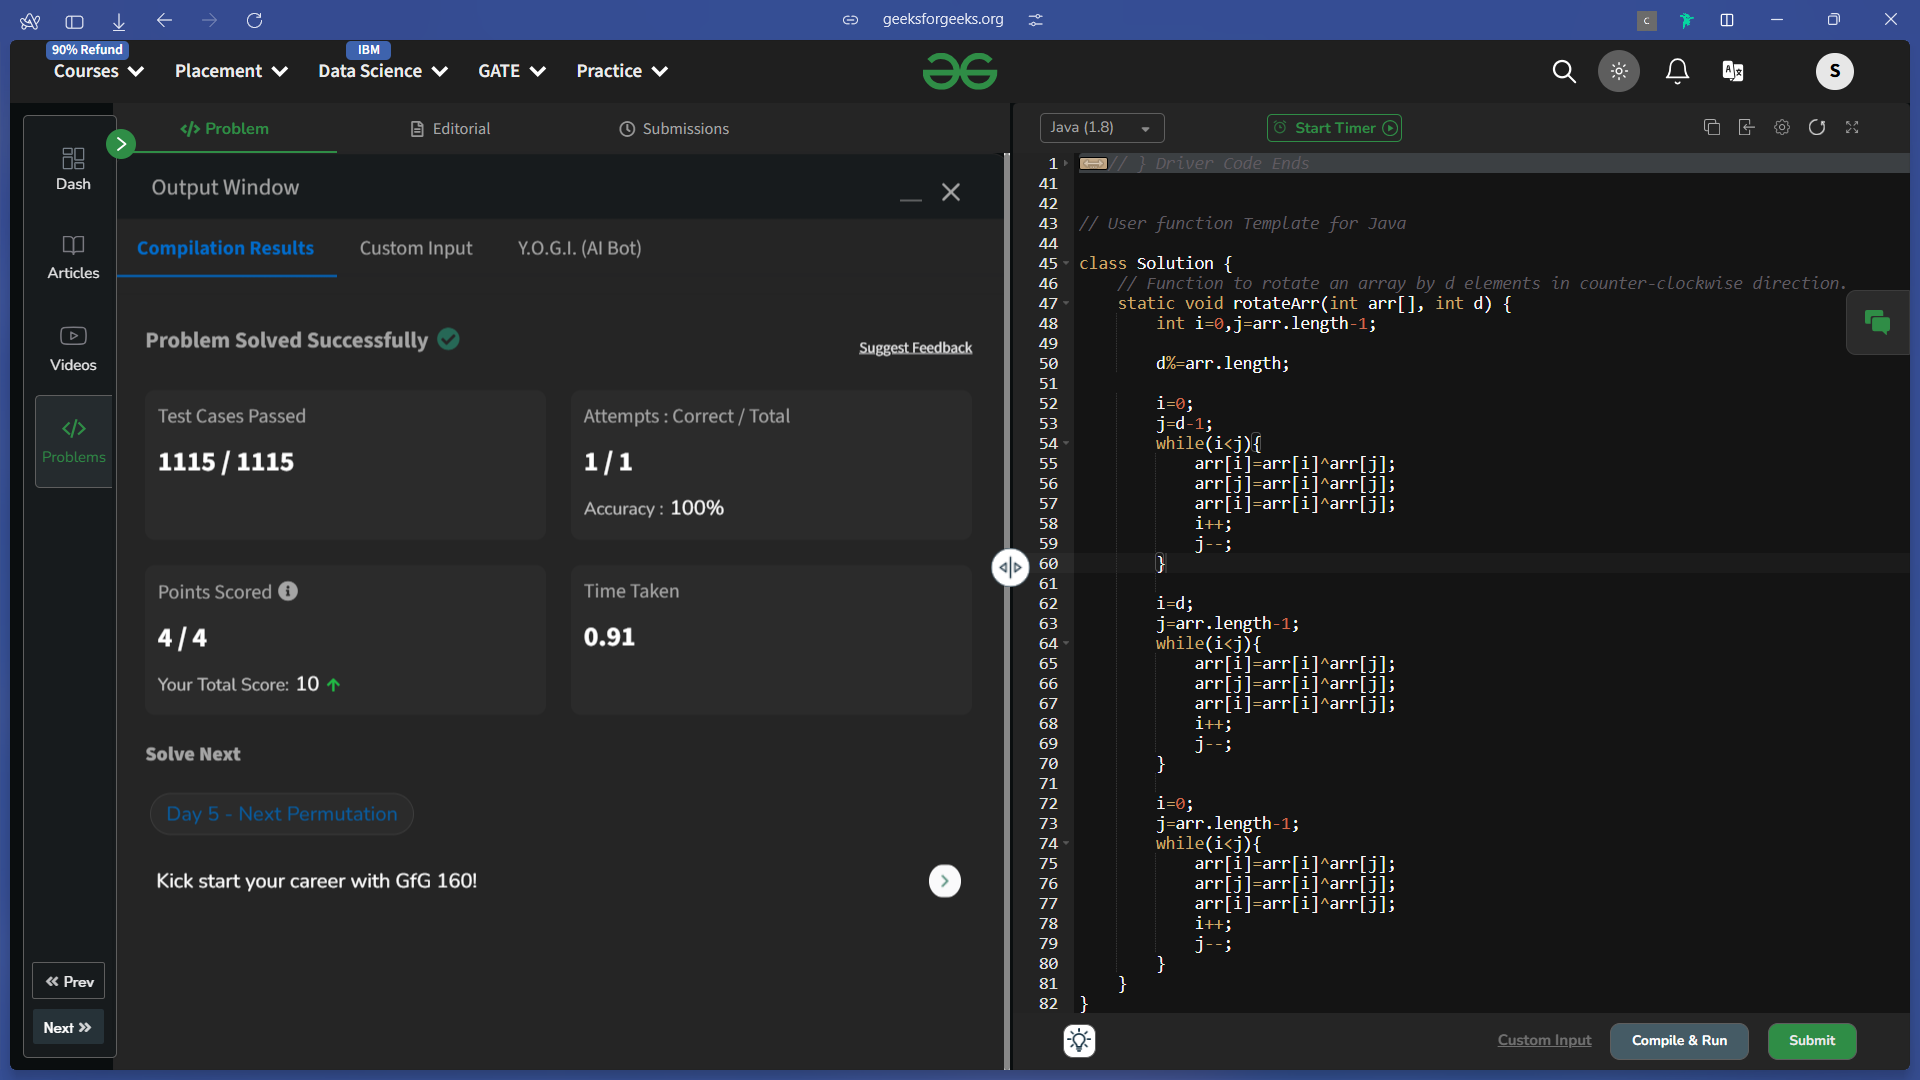 geeksforgeeks.org
C
90% Refund
IBM
Courses
Placement
Data Science
GATE
Practice
S
Dash
Articles
Videos
</>
Problems
Prev
Next
</> Problem
Editorial
Submissions
Output Window
Compilation Results
Custom Input
Y.O.G.I. (AI Bot)
Problem Solved Successfully
Suggest Feedback
Test Cases Passed
1115 / 1115
Attempts : Correct / Total
1 / 1
Accuracy : 100%
Points Scored
4 / 4
Your Total Score: 10
Time Taken
0.91
Solve Next
Day 5 - Next Permutation
Kick start your career with GfG 160!
Java (1.8)
Start Timer
1 // } Driver Code Ends
41
42
43 // User function Template for Java
44
45 class Solution {
46 // Function to rotate an array by d elements in counter-clockwise direction.
47 static void rotateArr(int arr[], int d) {
48 int i=0,j=arr.length-1;
49
50 d%=arr.length;
51
52 i=0;
53 j=d-1;
54 while(i<j){
55 arr[i]=arr[i]^arr[j];
56 arr[j]=arr[i]^arr[j];
57 arr[i]=arr[i]^arr[j];
58 i++;
59 j--;
60 }
61
62 i=d;
63 j=arr.length-1;
64 while(i<j){
65 arr[i]=arr[i]^arr[j];
66 arr[j]=arr[i]^arr[j];
67 arr[i]=arr[i]^arr[j];
68 i++;
69 j--;
70 }
71
72 i=0;
73 j=arr.length-1;
74 while(i<j){
75 arr[i]=arr[i]^arr[j];
76 arr[j]=arr[i]^arr[j];
77 arr[i]=arr[i]^arr[j];
78 i++;
79 j--;
80 }
81 }
82 }
Custom Input
Compile & Run
Submit